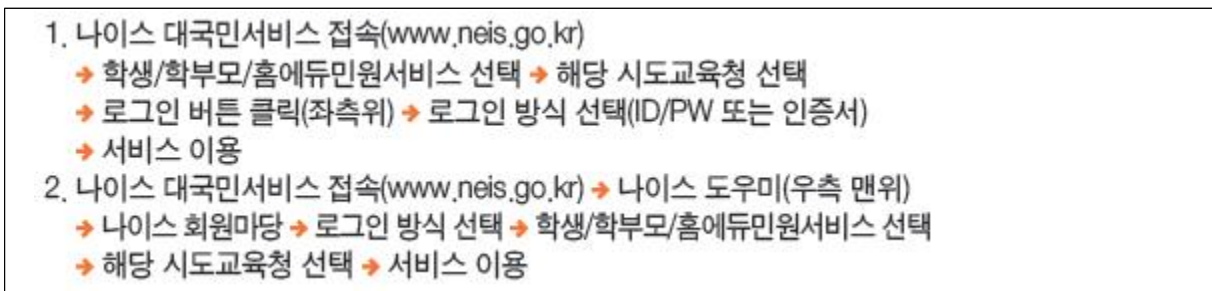 1. 나이스 대국민서비스 접속(www.neis.go.kr)
➔ 학생/학부모/홈에듀민원서비스 선택 ➔ 해당 시도교육청 선택
➔ 로그인 버튼 클릭(좌측위) ➔ 로그인 방식 선택(ID/PW 또는 인증서)
➔ 서비스 이용
2. 나이스 대국민서비스 접속(www.neis.go.kr) ➔ 나이스 도우미(우측 맨위)
➔ 나이스 회원마당 ➔ 로그인 방식 선택 ➔ 학생/학부모/홈에듀민원서비스 선택
➔ 해당 시도교육청 선택 ➔ 서비스 이용